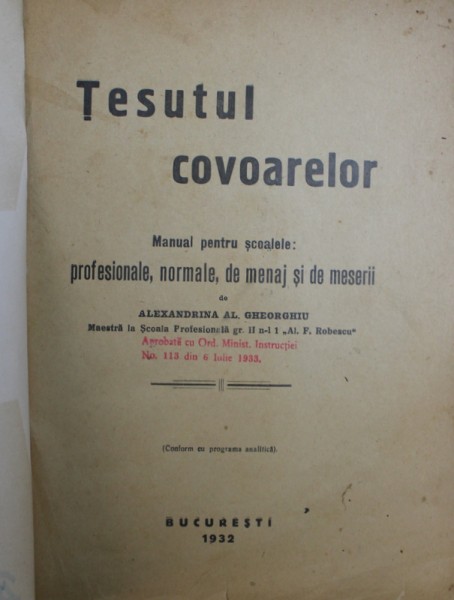 Țesutul
covoarelor
Manual pentru școalele:
profesionale, normale, de menaj și de meserii
de
ALEXANDRINA AL. GHEORGHIU
Maestră la Școala Profesională gr. II n-l 1 „Al. F. Robescu"
Aprobată cu Ord. Minist. Instrucției
No. 113 din 6 Iulie 1933.
(Conform cu programa analitică).
BUCUREȘTI
1932